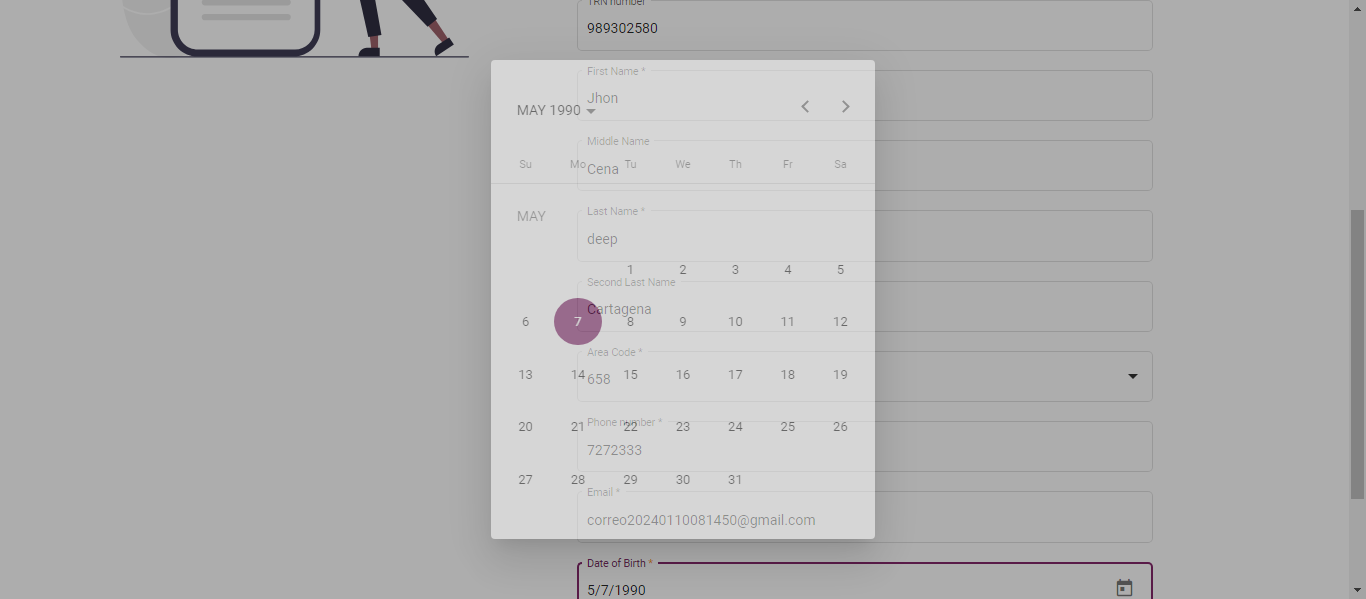 TRN number
989302580
First Name *
Jhon
MAY 1990
Middle Name
Su Mo Tu We Th Fr Sa
Cena
Last Name *
MAY
deep
1 2 3 4 5
Second Last Name
Cartagena
6 7 8 9 10 11 12
Area Code *
658
13 14 15 16 17 18 19
Phone number *
20 21 22 23 24 25 26
7272333
27 28 29 30 31
Email *
correo20240110081450@gmail.com
Date of Birth *
5/7/1990